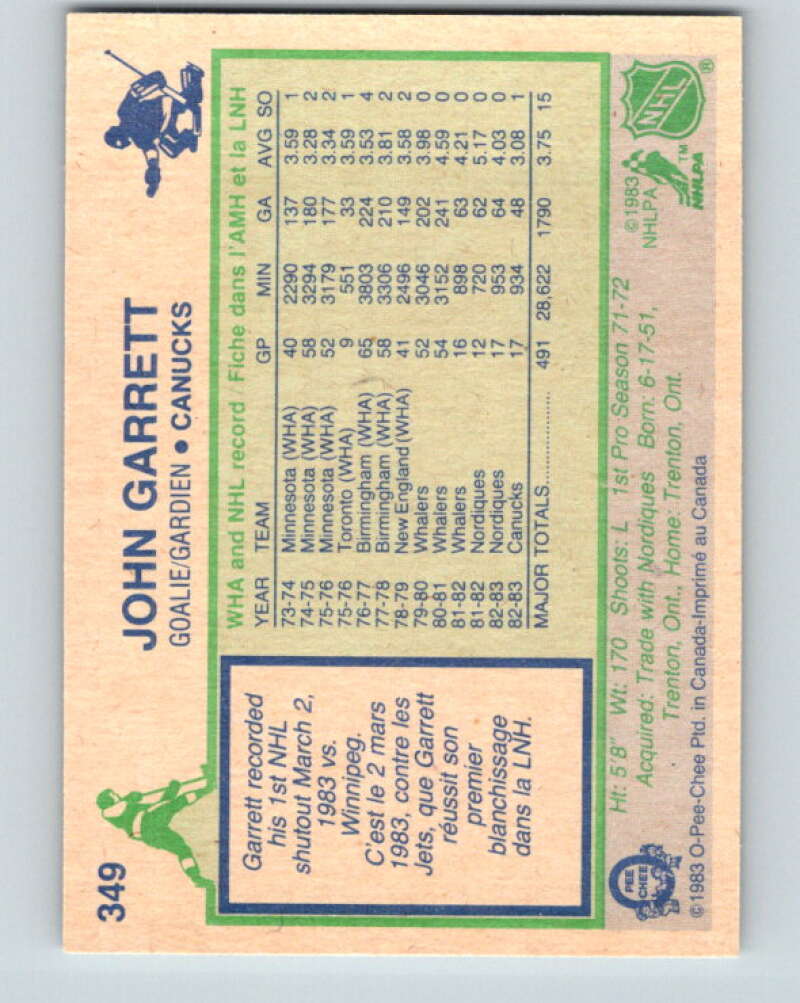 349
JOHN GARRETT
GOALIE/GARDIEN • CANUCKS
Garrett recorded
his 1st NHL
shutout March 2,
1983 vs.
Winnipeg.
C'est le 2 mars
1983, contre les
Jets, que Garrett
réussit son
premier
blanchissage
dans la LNH.
WHA and NHL record Fiche dans l'AMH et la LNH
YEAR TEAM GP MIN GA AVG SO
73-74 Minnesota (WHA) 40 2290 137 3.59 1
74-75 Minnesota (WHA) 58 3294 180 3.28 2
75-76 Minnesota (WHA) 52 3179 177 3.34 2
75-76 Toronto (WHA) 9 551 33 3.59 1
76-77 Birmingham (WHA) 65 3803 224 3.53 4
77-78 Birmingham (WHA) 58 3306 210 3.81 2
78-79 New England (WHA) 41 2496 149 3.58 2
79-80 Whalers 52 3046 202 3.98 0
80-81 Whalers 54 3152 241 4.59 0
81-82 Whalers 16 898 63 4.21 0
81-82 Nordiques 12 720 62 5.17 0
82-83 Nordiques 17 953 64 4.03 0
82-83 Canucks 17 934 48 3.08 1
MAJOR TOTALS.................. 491 28,622 1790 3.75 15
O PEE CHEE
Ht: 5'8" Wt: 170 Shoots: L 1st Pro Season 71-72
Acquired: Trade with Nordiques Born: 6-17-51,
Trenton, Ont., Home: Trenton, Ont.
©1983 O-Pee-Chee Ptd. in Canada-Imprimé au Canada
©1983
NHLPA
NHL ®
NHLPA ™